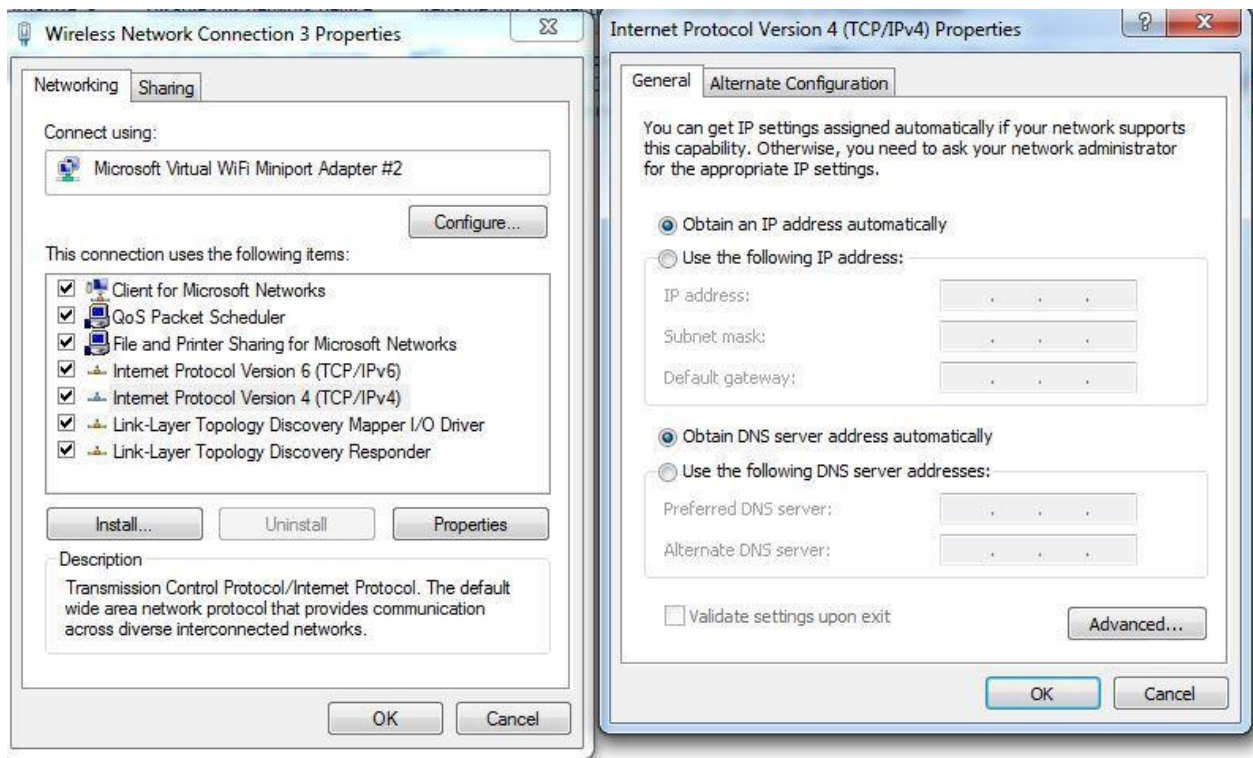 Wireless Network Connection 3 Properties
Networking
Sharing
Connect using:
Microsoft Virtual WiFi Miniport Adapter #2
Configure...
This connection uses the following items:
Client for Microsoft Networks
QoS Packet Scheduler
File and Printer Sharing for Microsoft Networks
Internet Protocol Version 6 (TCP/IPv6)
Internet Protocol Version 4 (TCP/IPv4)
Link-Layer Topology Discovery Mapper I/O Driver
Link-Layer Topology Discovery Responder
Install...
Uninstall
Properties
Description
Transmission Control Protocol/Internet Protocol. The default
wide area network protocol that provides communication
across diverse interconnected networks.
OK
Cancel
Internet Protocol Version 4 (TCP/IPv4) Properties
General
Alternate Configuration
You can get IP settings assigned automatically if your network supports
this capability. Otherwise, you need to ask your network administrator
for the appropriate IP settings.
Obtain an IP address automatically
Use the following IP address:
IP address:
Subnet mask:
Default gateway:
Obtain DNS server address automatically
Use the following DNS server addresses:
Preferred DNS server:
Alternate DNS server:
Validate settings upon exit
Advanced...
OK
Cancel